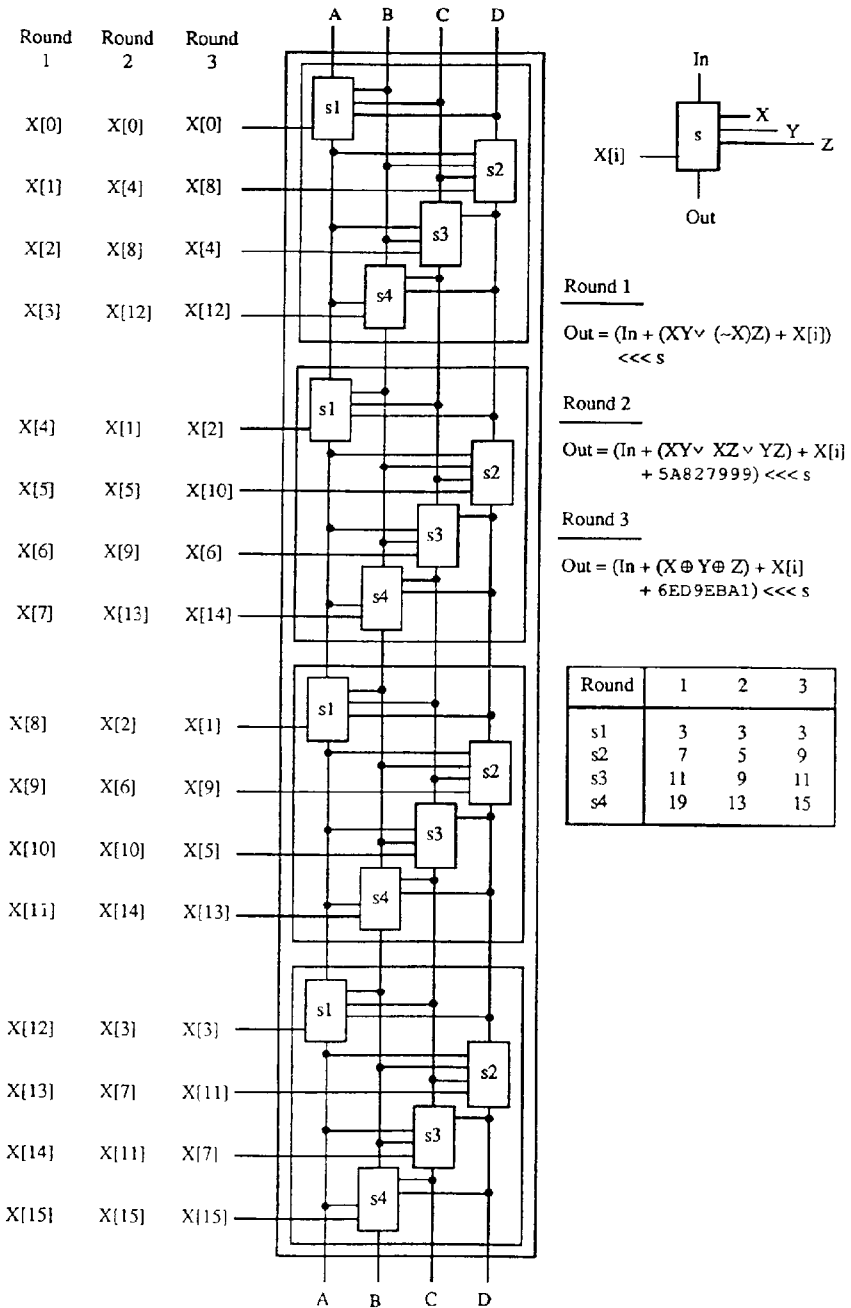 A B C D
Round Round Round
1 2 3
In
s1
X
X[0] X[0] X[0]
s
Y
Z
X[i]
s2
X[1] X[4] X[8]
Out
s3
X[2] X[8] X[4]
s4
X[3] X[12] X[12]
Round 1
Out = (In + (XY∨ (~X)Z) + X[i])
<<< s
s1
Round 2
X[4] X[1] X[2]
Out = (In + (XY∨ XZ ∨ YZ) + X[i]
+ 5A827999) <<< s
s2
X[5] X[5] X[10]
Round 3
s3
X[6] X[9] X[6]
Out = (In + (X ⊕ Y ⊕ Z) + X[i]
+ 6ED9EBA1) <<< s
s4
X[7] X[13] X[14]
Round 1 2 3
s1 3 3 3
s2 7 5 9
s3 11 9 11
s4 19 13 15
s1
X[8] X[2] X[1]
s2
X[9] X[6] X[9]
s3
X[10] X[10] X[5]
s4
X[11] X[14] X[13]
s1
X[12] X[3] X[3]
s2
X[13] X[7] X[11]
s3
X[14] X[11] X[7]
s4
X[15] X[15] X[15]
A B C D